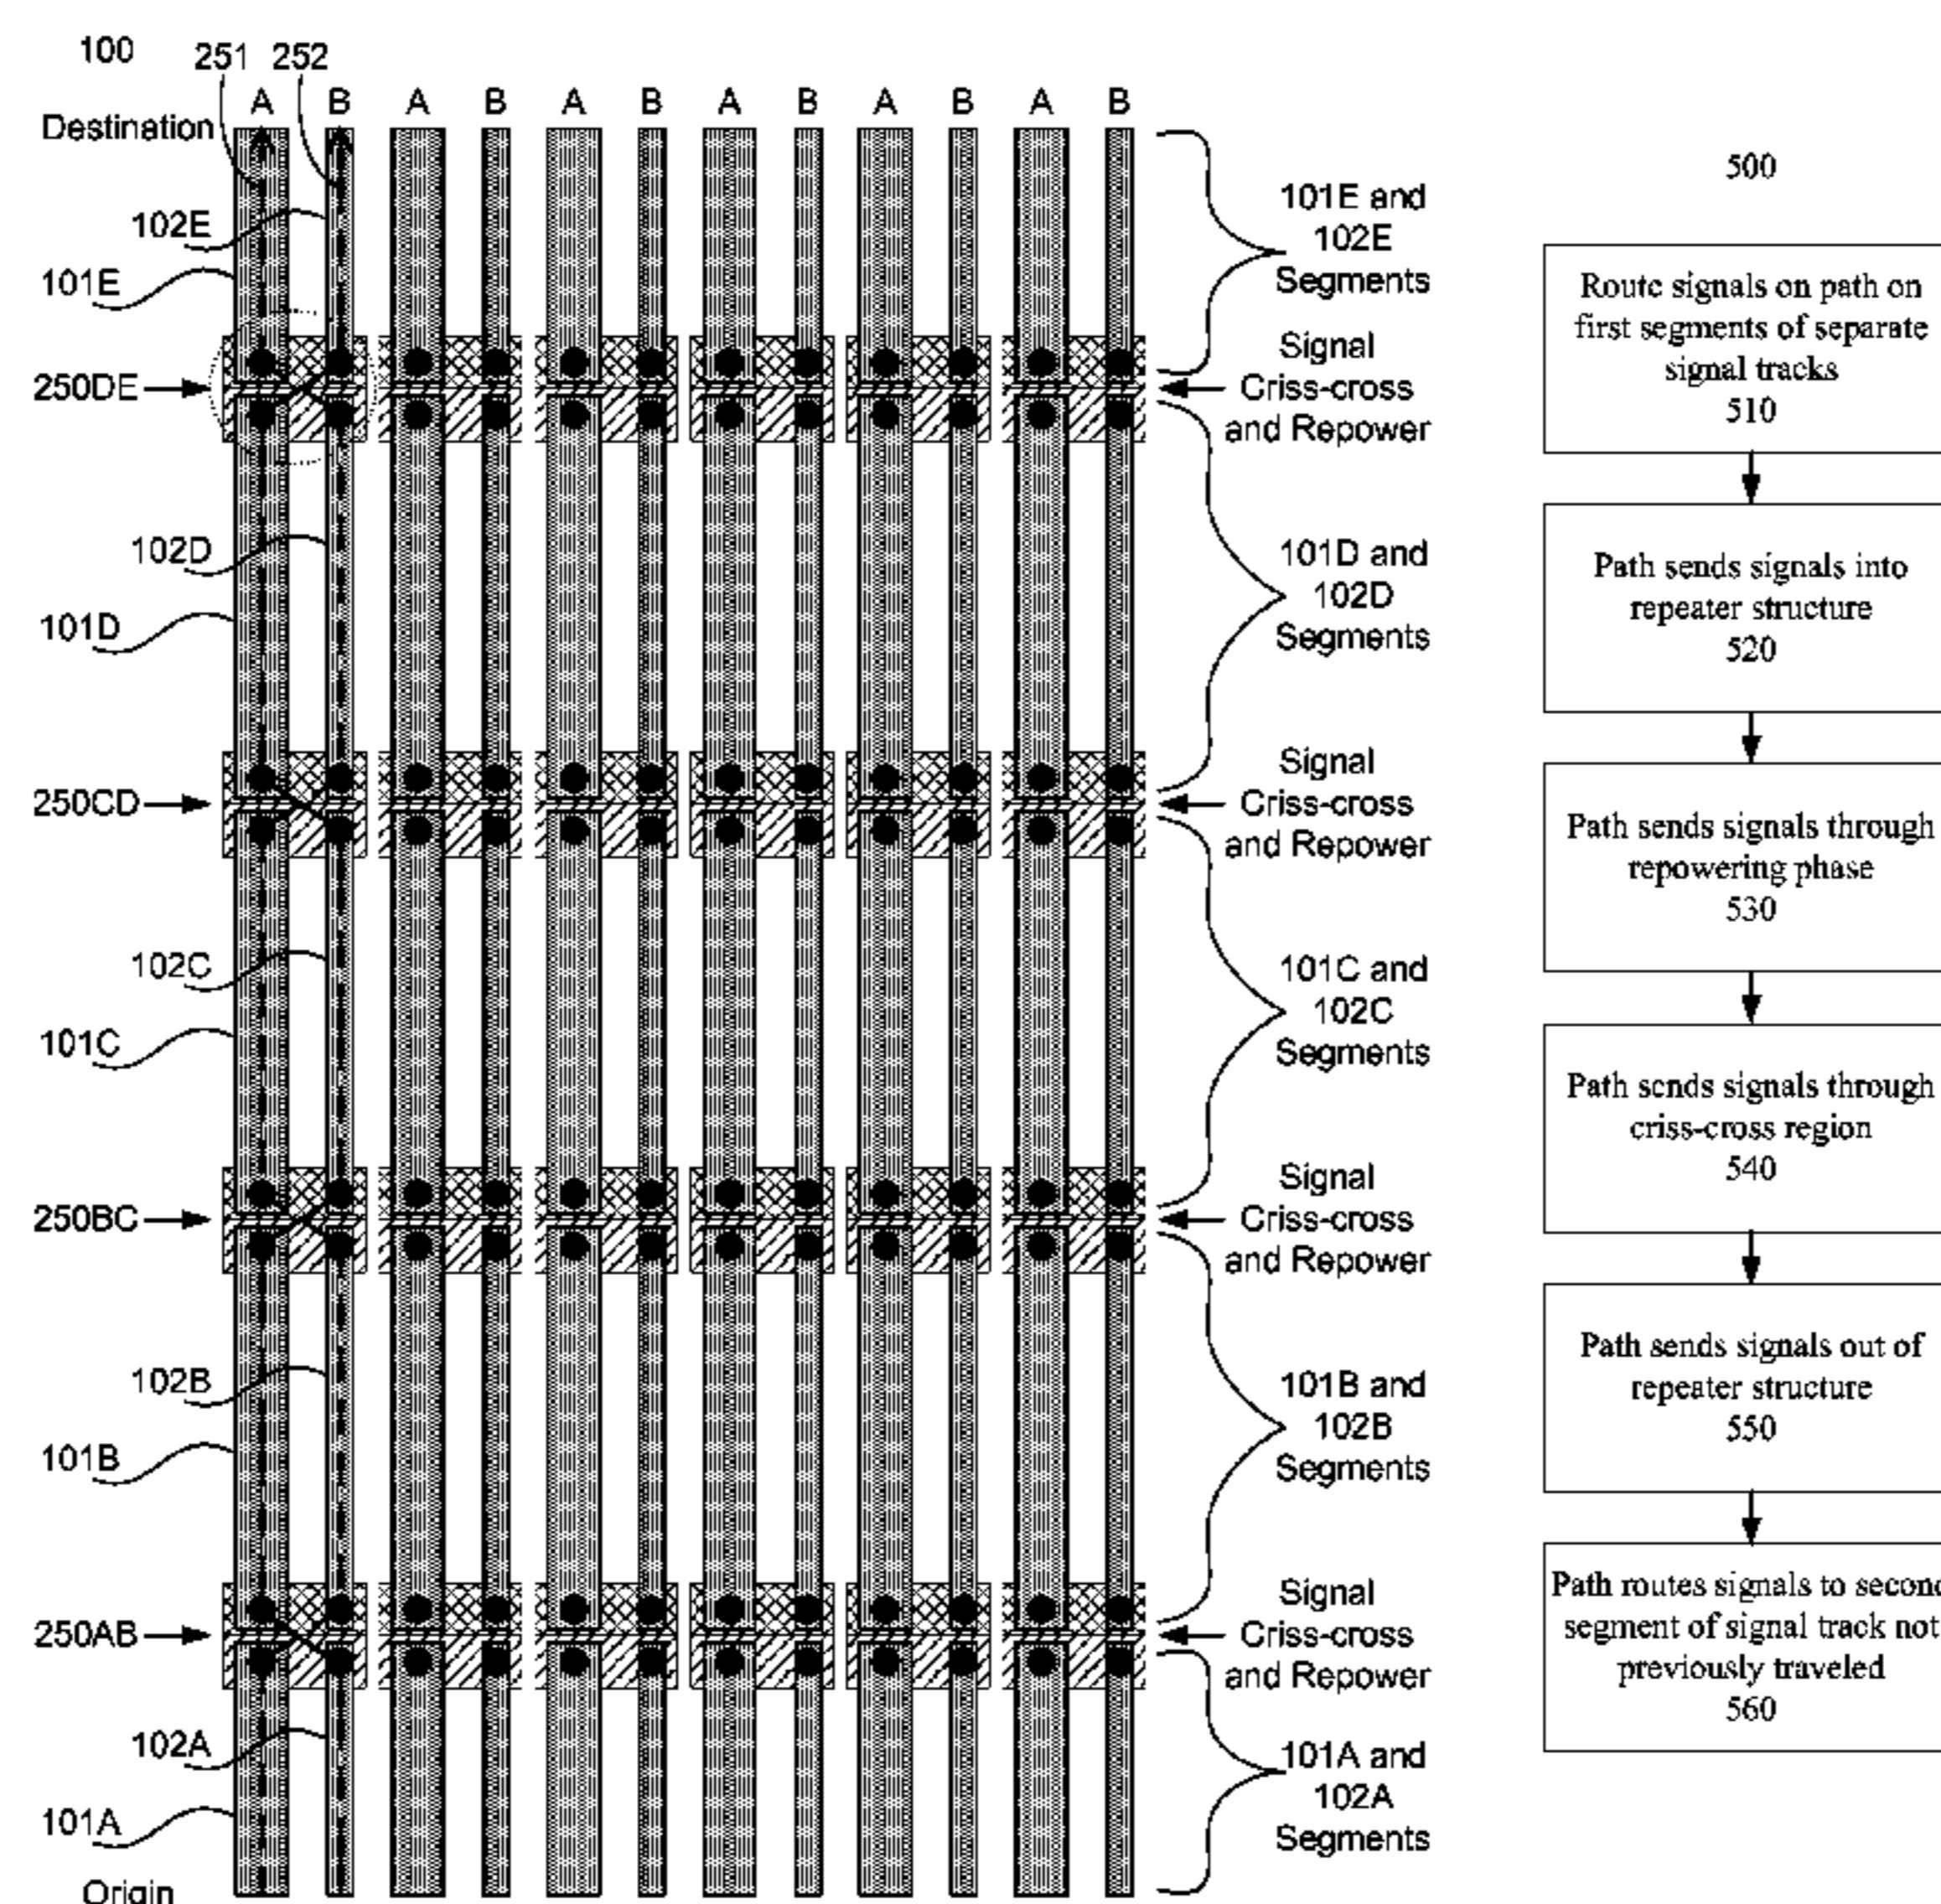 100
251 252
A B A B A B A B A B A B
Destination
102E
101E
250DE
102D
101D
250CD
102C
101C
250BC
102B
101B
250AB
102A
101A
Origin
101E and
102E
Segments
Signal
Criss-cross
and Repower
101D and
102D
Segments
Signal
Criss-cross
and Repower
101C and
102C
Segments
Signal
Criss-cross
and Repower
101B and
102B
Segments
Signal
Criss-cross
and Repower
101A and
102A
Segments
500
Route signals on path on
first segments of separate
signal tracks
510
Path sends signals into
repeater structure
520
Path sends signals through
repowering phase
530
Path sends signals through
criss-cross region
540
Path sends signals out of
repeater structure
550
Path routes signals to second
segment of signal track not
previously traveled
560